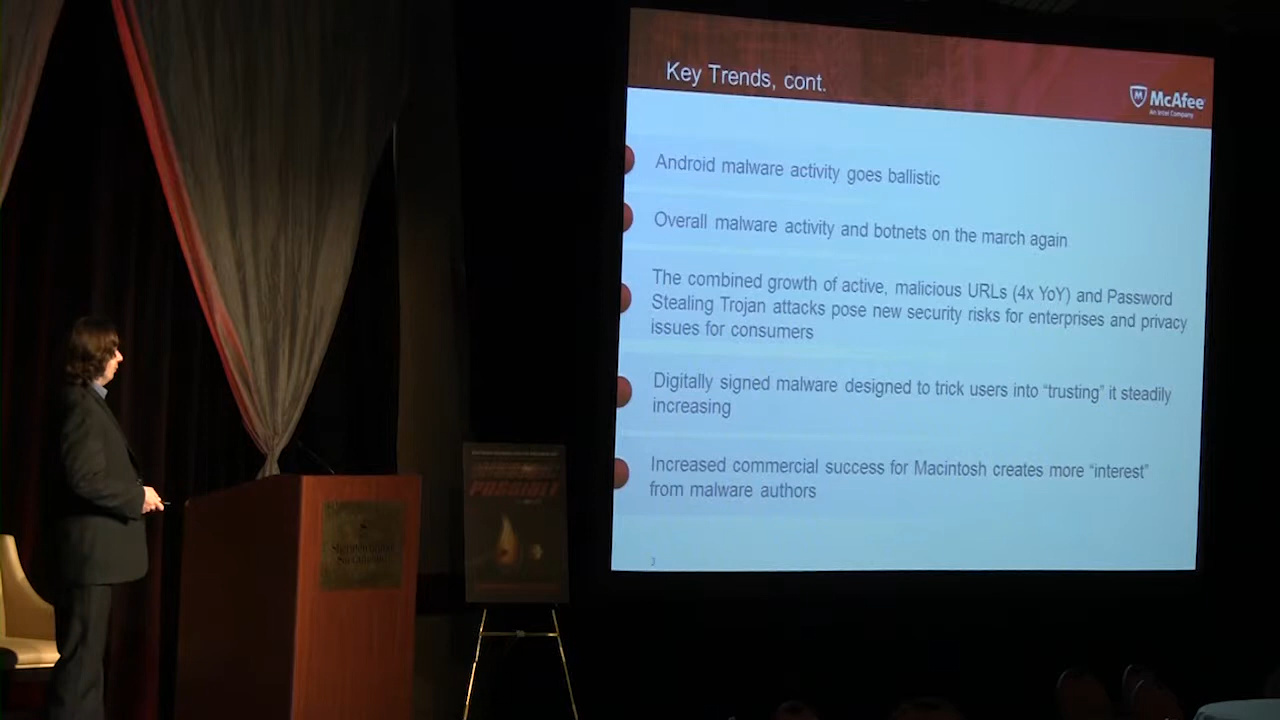 Key Trends, cont.
McAfee
An Intel Company
Android malware activity goes ballistic
Overall malware activity and botnets on the march again
The combined growth of active, malicious URLs (4x YoY) and Password
Stealing Trojan attacks pose new security risks for enterprises and privacy
issues for consumers
Digitally signed malware designed to trick users into “trusting” it steadily
increasing
Increased commercial success for Macintosh creates more “interest”
from malware authors
3
POSSIBLE